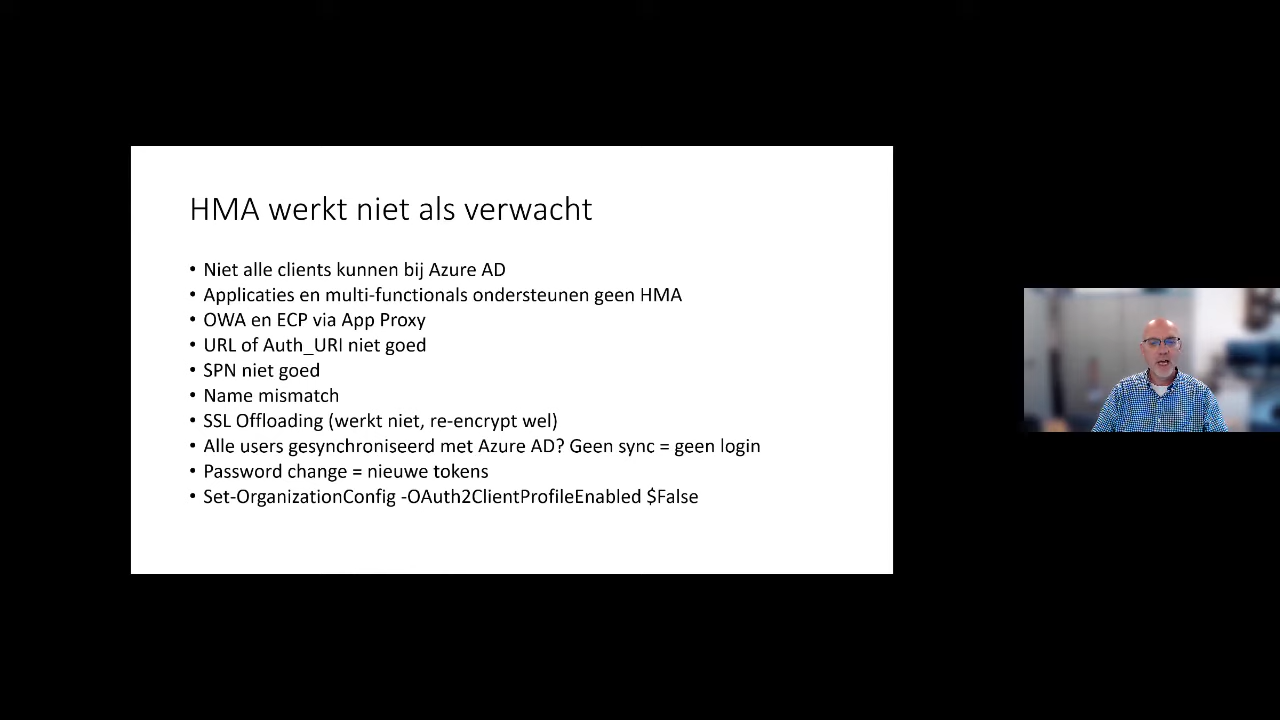 HMA werkt niet als verwacht
• Niet alle clients kunnen bij Azure AD
• Applicaties en multi-functionals ondersteunen geen HMA
• OWA en ECP via App Proxy
• URL of Auth_URI niet goed
• SPN niet goed
• Name mismatch
• SSL Offloading (werkt niet, re-encrypt wel)
• Alle users gesynchroniseerd met Azure AD? Geen sync = geen login
• Password change = nieuwe tokens
• Set-OrganizationConfig -OAuth2ClientProfileEnabled $False